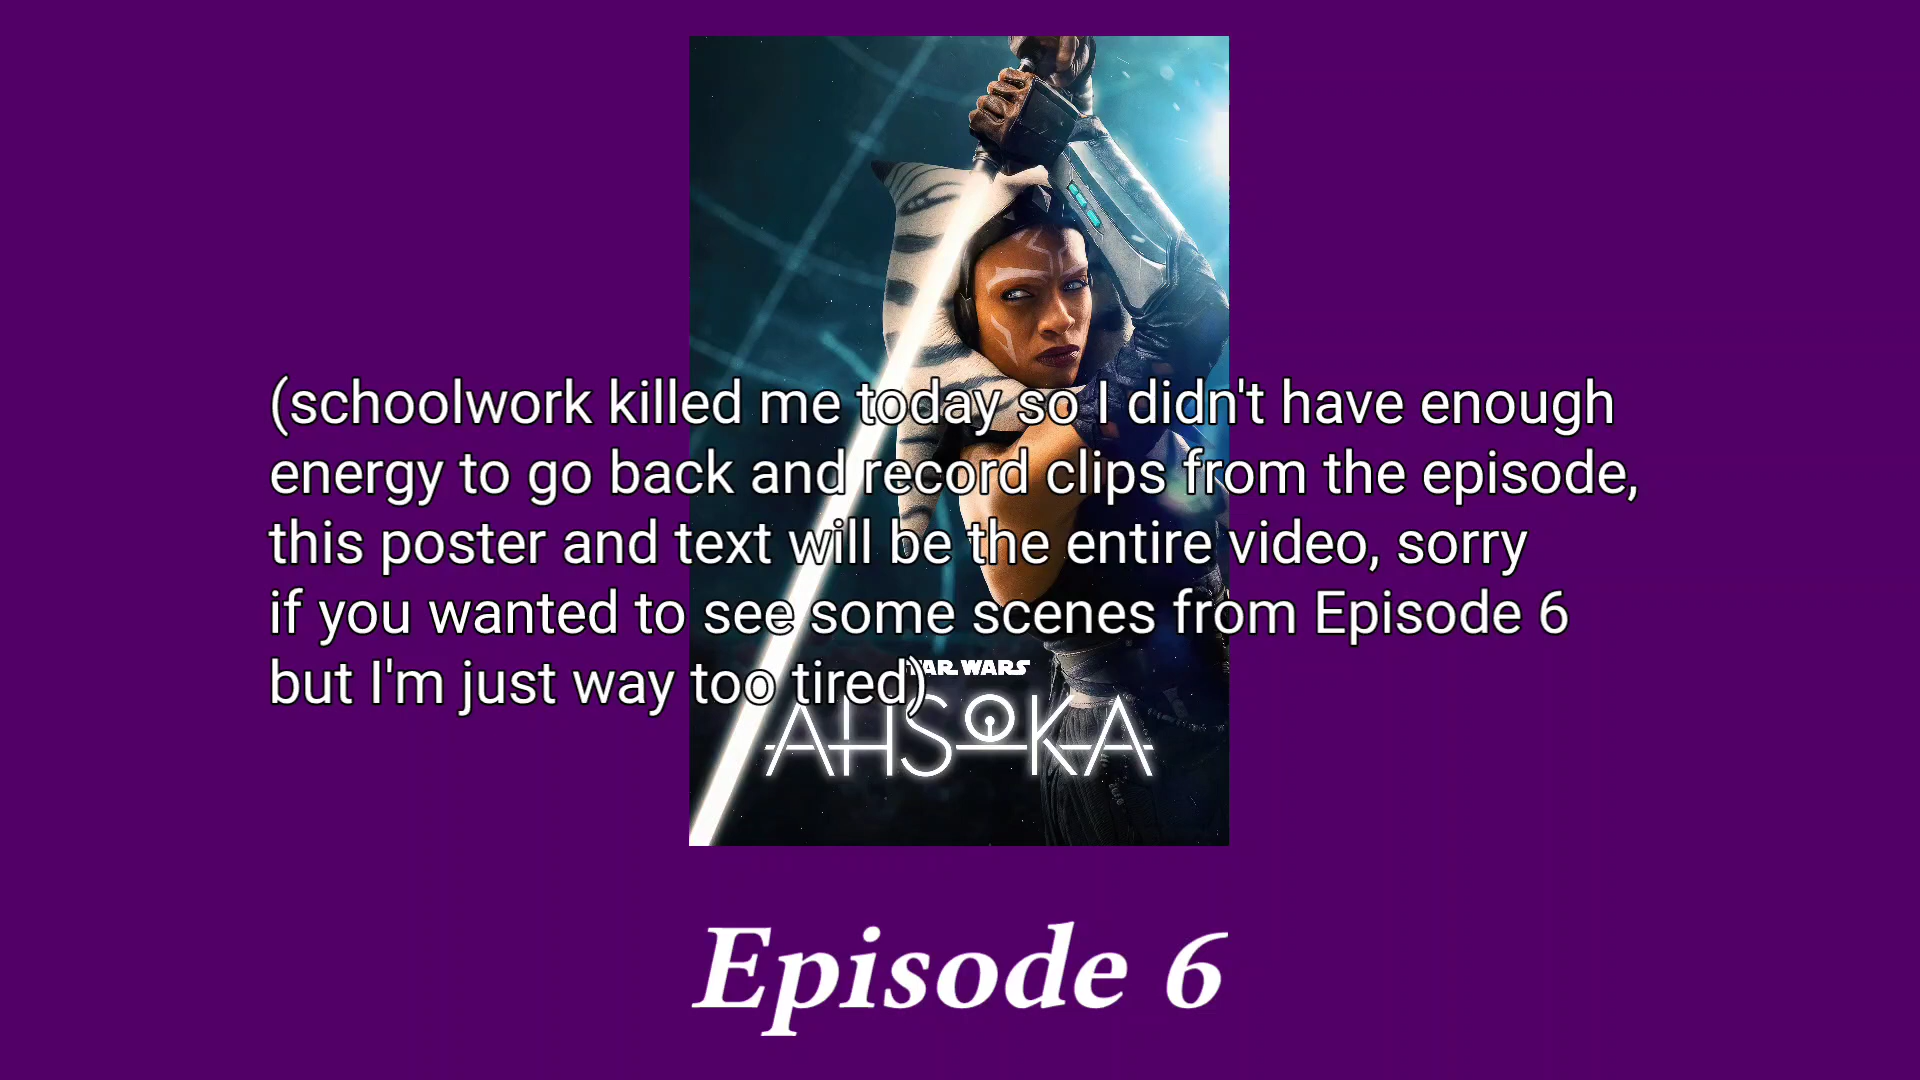 (schoolwork killed me today so I didn't have enough
energy to go back and record clips from the episode,
this poster and text will be the entire video, sorry
if you wanted to see some scenes from Episode 6
but I'm just way too tired)
STAR WARS
AHSOKA
Episode 6